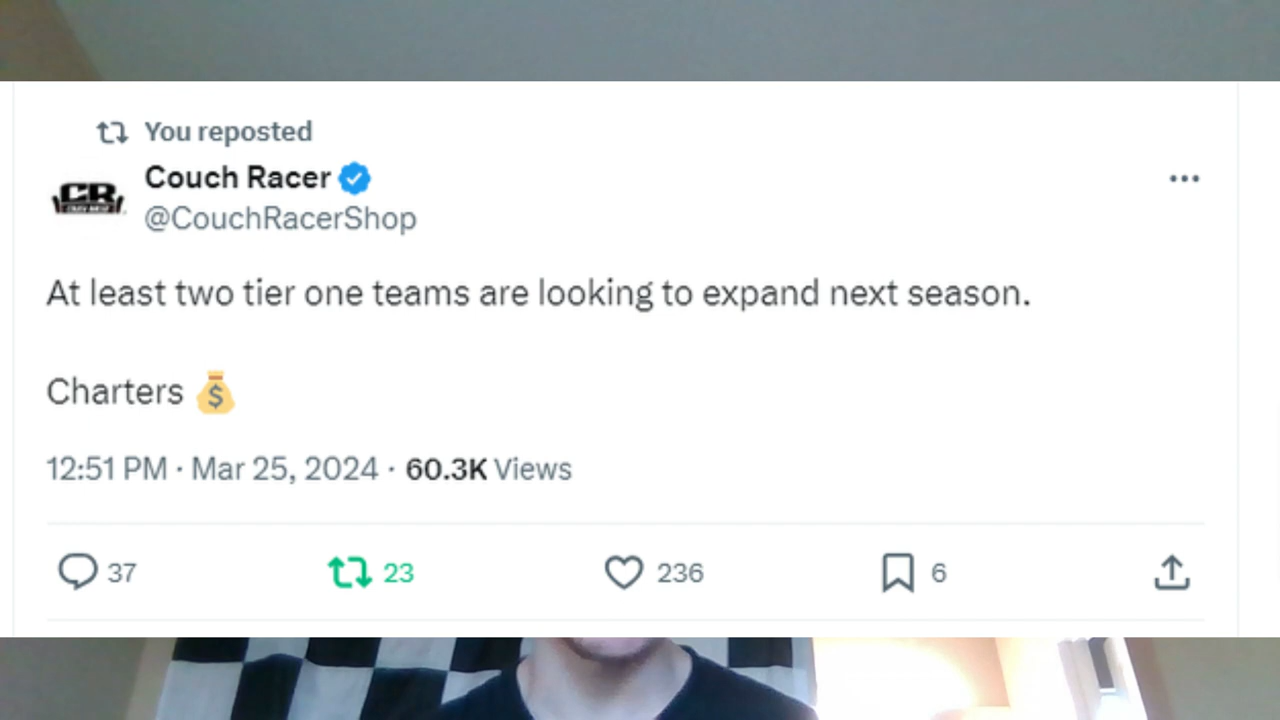 You reposted
Couch Racer
@CouchRacerShop
At least two tier one teams are looking to expand next season.
Charters 💰
12:51 PM · Mar 25, 2024 · 60.3K Views
37 23 236 6
CR